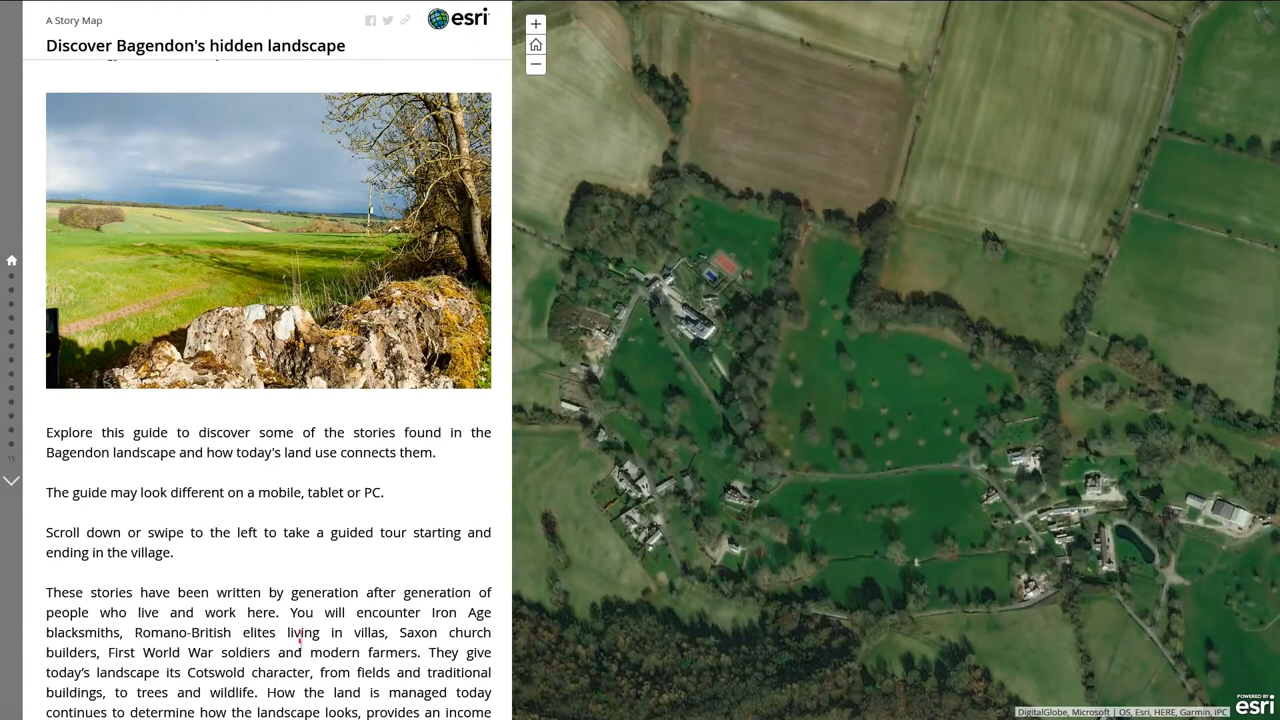 A Story Map
esri
Discover Bagendon's hidden landscape
Explore this guide to discover some of the stories found in the
Bagendon landscape and how today's land use connects them.
The guide may look different on a mobile, tablet or PC.
Scroll down or swipe to the left to take a guided tour starting and
ending in the village.
These stories have been written by generation after generation of
people who live and work here. You will encounter Iron Age
blacksmiths, Romano-British elites living in villas, Saxon church
builders, First World War soldiers and modern farmers. They give
today's landscape its Cotswold character, from fields and traditional
buildings, to trees and wildlife. How the land is managed today
continues to determine how the landscape looks, provides an income
15
DigitalGlobe, Microsoft | OS, Esri, HERE, Garmin, iPC
POWERED BY
esri